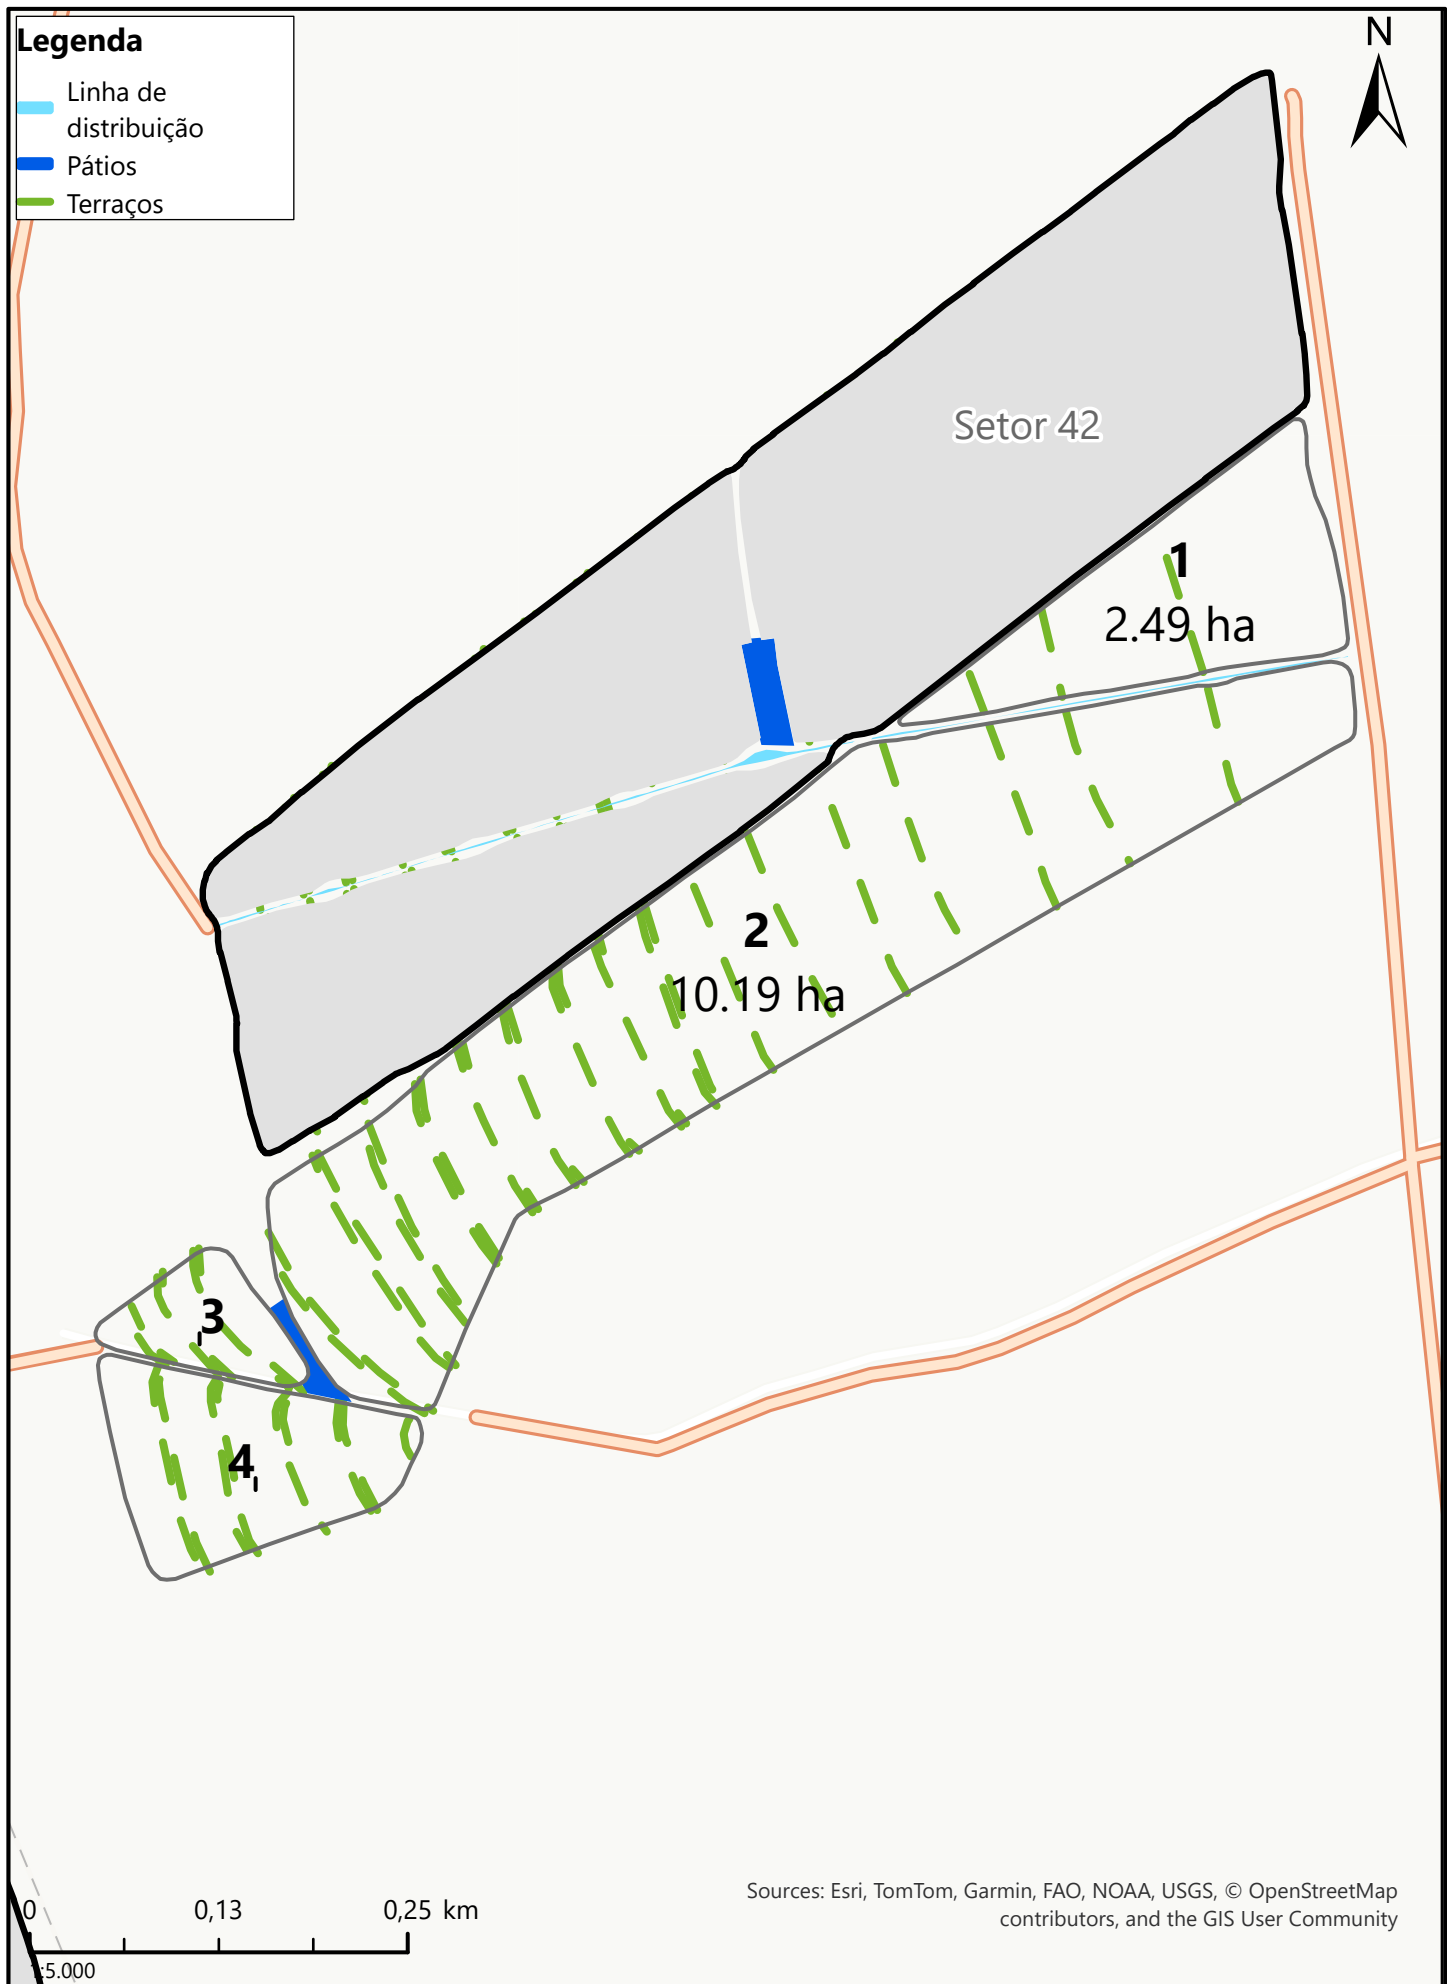 Legenda
Linha de
distribuição
Pátios
Terraços
N
Setor 42
1
2.49 ha
2
10.19 ha
3
4
0 0,13 0,25 km
:5.000
Sources: Esri, TomTom, Garmin, FAO, NOAA, USGS, © OpenStreetMap
contributors, and the GIS User Community